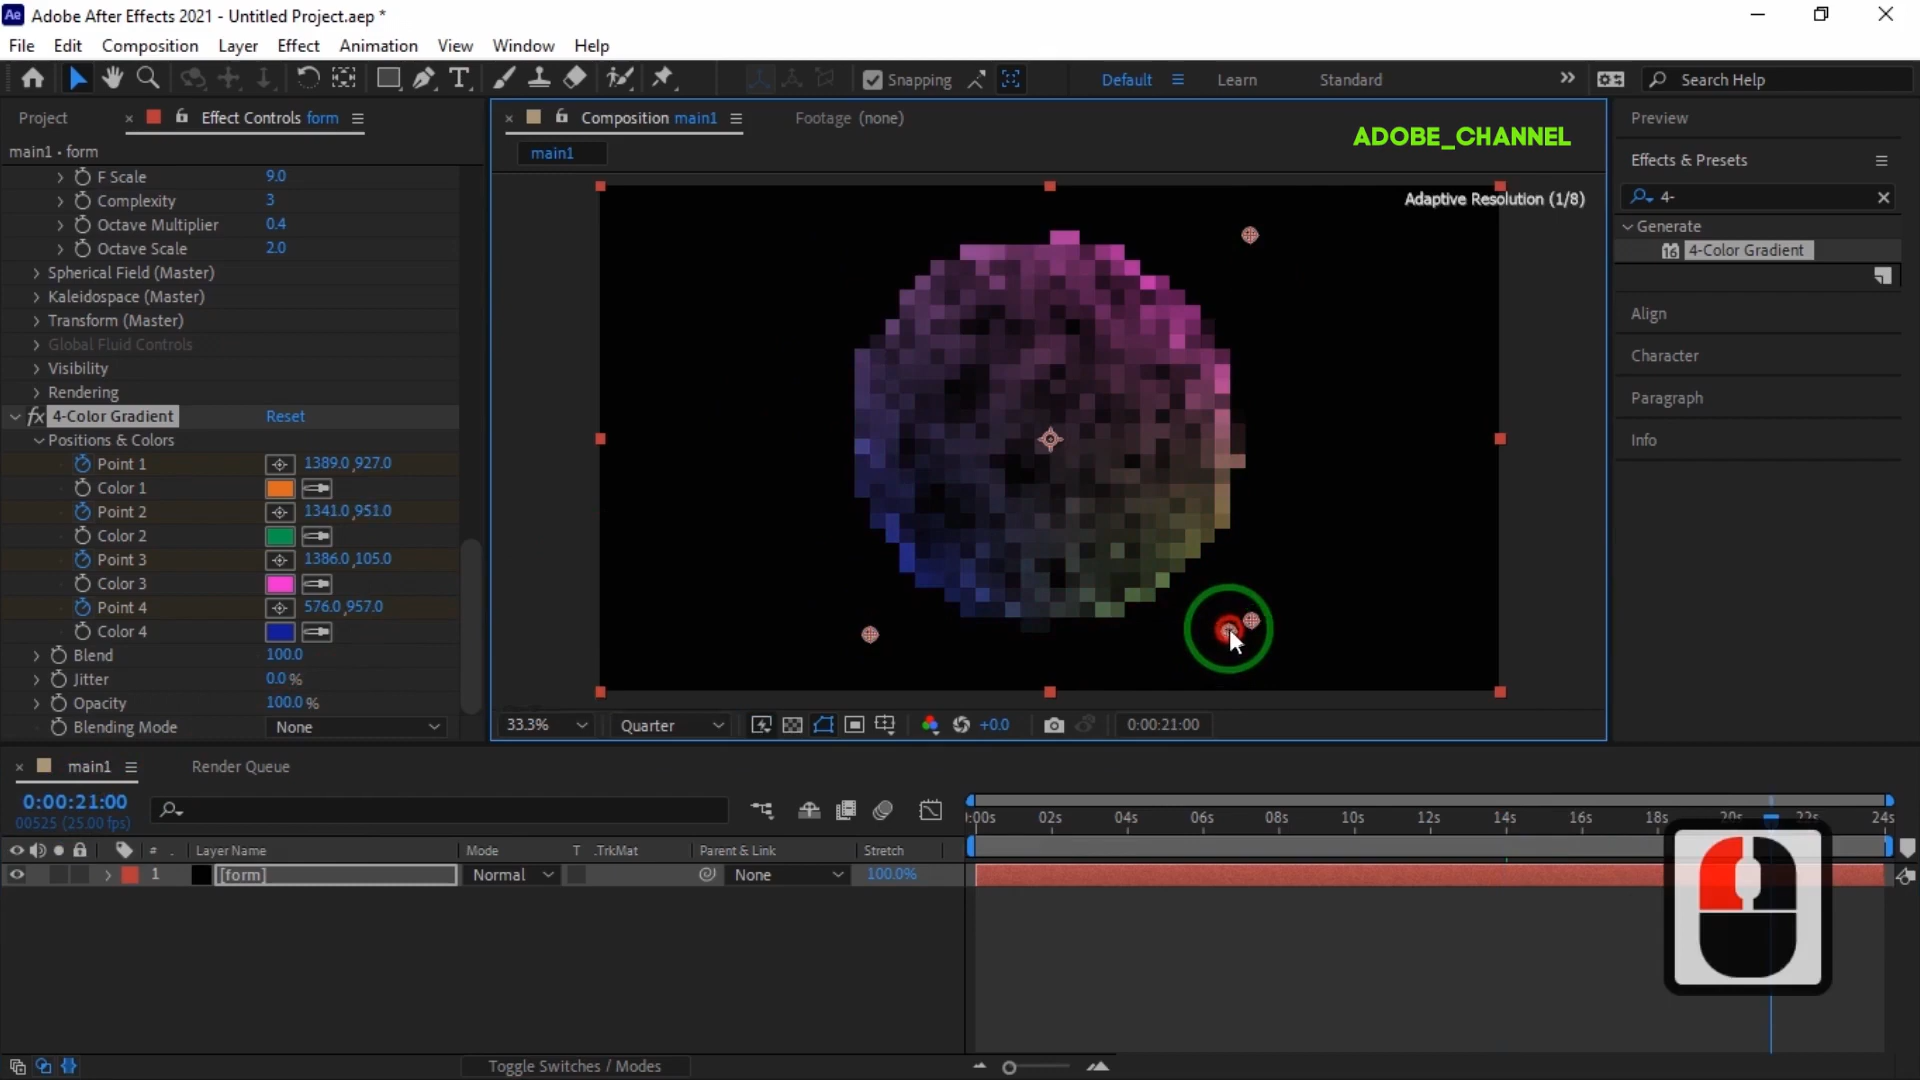 Ae Adobe After Effects 2021 - Untitled Project.aep *
File Edit Composition Layer Effect Animation View Window Help
Snapping Default Learn Standard Search Help
Project Effect Controls form
main1 • form
F Scale 9.0
Complexity 3
Octave Multiplier 0.4
Octave Scale 2.0
Spherical Field (Master)
Kaleidospace (Master)
Transform (Master)
Global Fluid Controls
Visibility
Rendering
fx 4-Color Gradient Reset
Positions & Colors
Point 1 1389.0,927.0
Color 1
Point 2 1341.0,951.0
Color 2
Point 3 1386.0,105.0
Color 3
Point 4 576.0,957.0
Color 4
Blend 100.0
Jitter 0.0 %
Opacity 100.0 %
Blending Mode None
Composition main1 Footage (none)
main1
ADOBE_CHANNEL
Adaptive Resolution (1/8)
33.3% Quarter +0.0 0:00:21:00
Preview
Effects & Presets
4-
Generate
16 4-Color Gradient
Align
Character
Paragraph
Info
main1 Render Queue
0:00:21:00
00525 (25.00 fps)
# . Layer Name Mode T .TrkMat Parent & Link Stretch
1 [form] Normal None 100.0%
):00s 02s 04s 06s 08s 10s 12s 14s 16s 18s 20s 22s 24s
Toggle Switches / Modes